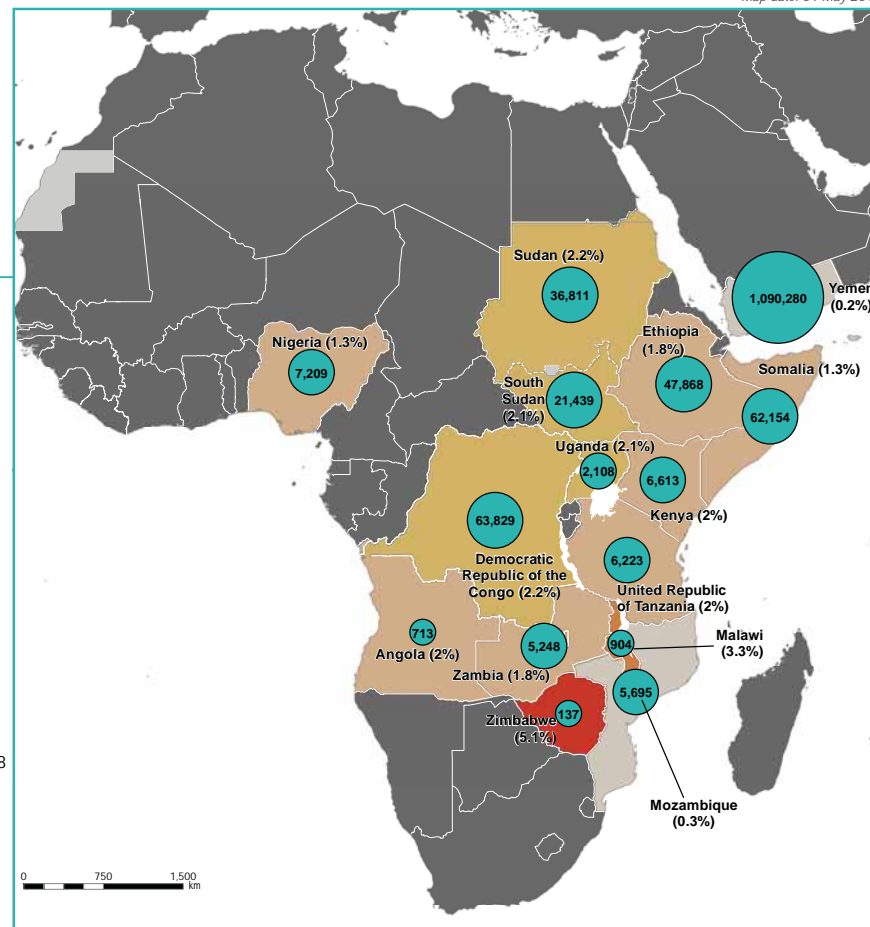 Sudan (2.2%)
36,811
1,090,280
Yemen
(0.2%)
Nigeria (1.3%)
7,209
Ethiopia
(1.8%)
47,868
Somalia (1.3%)
62,154
South
Sudan
(2.1%)
21,439
Uganda (2.1%)
2,108
6,613
Kenya (2%)
63,829
Democratic
Republic of the
Congo (2.2%)
6,223
United Republic
of Tanzania (2%)
713
Angola (2%)
5,248
Zambia (1.8%)
904
Malawi
(3.3%)
5,695
137
Zimbabwe
(5.1%)
Mozambique
(0.3%)
8
0 750 1,500
km